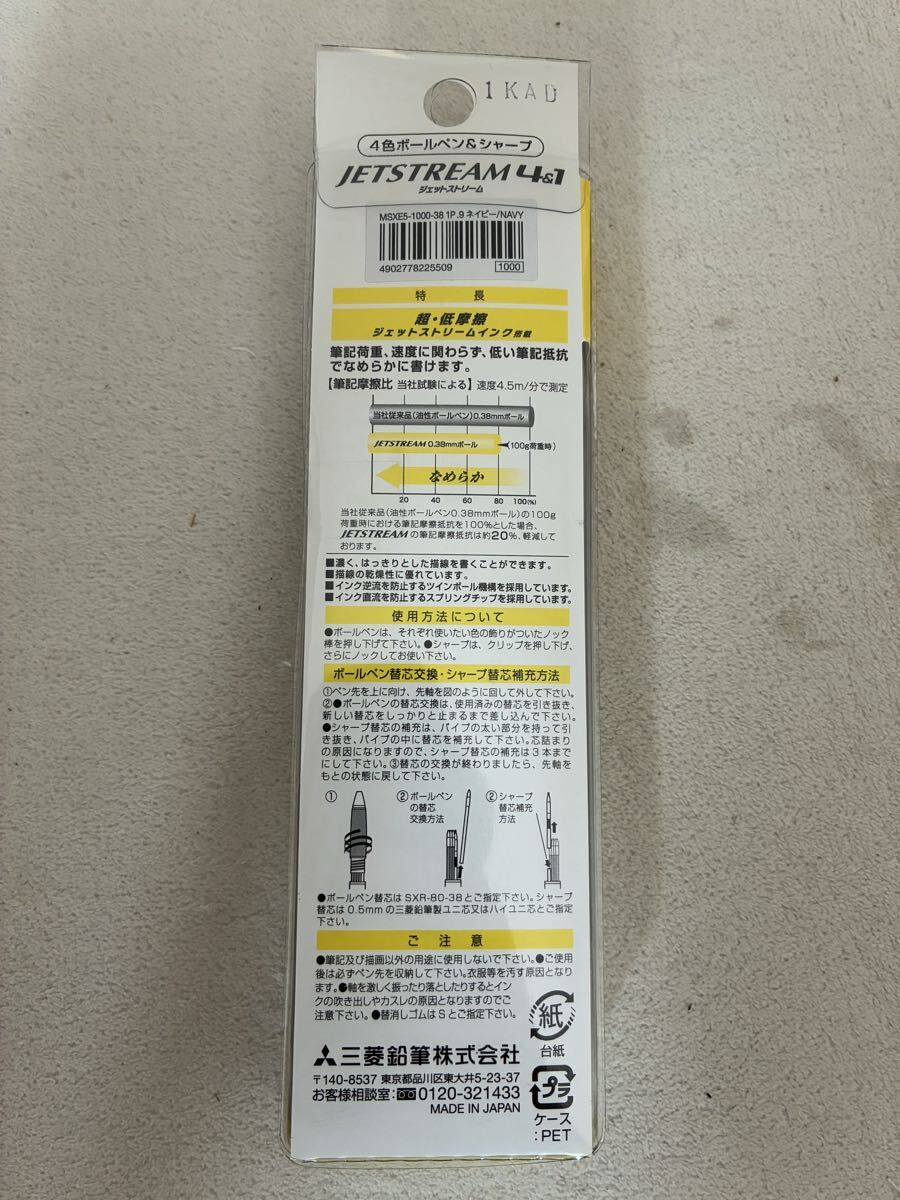 1 KAD
4色ボールペン&シャープ
JETSTREAM 4&1
ジェットストリーム
MSXE5-1000-38 1P .9 ネイビー/NAVY
4902778225509
1000
特 長
超・低摩擦
ジェットストリームインク搭載
筆記荷重、速度に関わらず、低い筆記抵抗
でなめらかに書けます。
【筆記摩擦比 当社試験による】速度4.5m/分で測定
当社従来品(油性ボールペン)0.38mmボール
JETSTREAM 0.38mmボール
(100g荷重時)
なめらか
20 40 60 80 100(%)
当社従来品(油性ボールペン0.38mmボール)の100g
荷重時における筆記摩擦抵抗を100%とした場合、
JETSTREAMの筆記摩擦抵抗は約20%、軽減して
おります。
■濃く、はっきりとした描線を書くことができます。
■描線の乾燥性に優れています。
■インク逆流を防止するツインボール機構を採用しています。
■インク直流を防止するスプリングチップを採用しています。
使用方法について
●ボールペンは、それぞれ使いたい色の飾りがついたノック
棒を押し下げて下さい。●シャープは、クリップを押し下げ、
さらにノックしてお使い下さい。
ボールペン替芯交換・シャープ替芯補充方法
①ペン先を上に向け、先軸を図のように回して外して下さい。
②●ボールペンの替芯交換は、使用済みの替芯を引き抜き、
新しい替芯をしっかりと止まるまで差し込んで下さい。
●シャープ替芯の補充は、パイプの太い部分を持って引
き抜き、パイプの中に替芯を補充して下さい。芯詰まり
の原因になりますので、シャープ替芯の補充は3本まで
にして下さい。③替芯の交換が終わりましたら、先軸を
もとの状態に戻して下さい。
①
②ボールペン
の替芯
交換方法
②シャープ
替芯補充
方法
●ボールペン替芯は SXR-80-38とご指定下さい。シャープ
替芯は0.5mmの三菱鉛筆製ユニ芯又はハイユニ芯とご指定
下さい。
ご 注 意
●筆記及び描画以外の用途に使用しないで下さい。●ご使用
後は必ずペン先を収納して下さい。衣服等を汚す原因となり
ます。●軸を激しく振ったり落としたりするとイン
クの吹き出しやカスレの原因となりますのでご
注意下さい。●替消しゴムはSとご指定下さい。
紙
台紙
三菱鉛筆株式会社
〒140-8537 東京都品川区東大井5-23-37
お客様相談室:0120-321433
MADE IN JAPAN
プラ
ケース
:PET